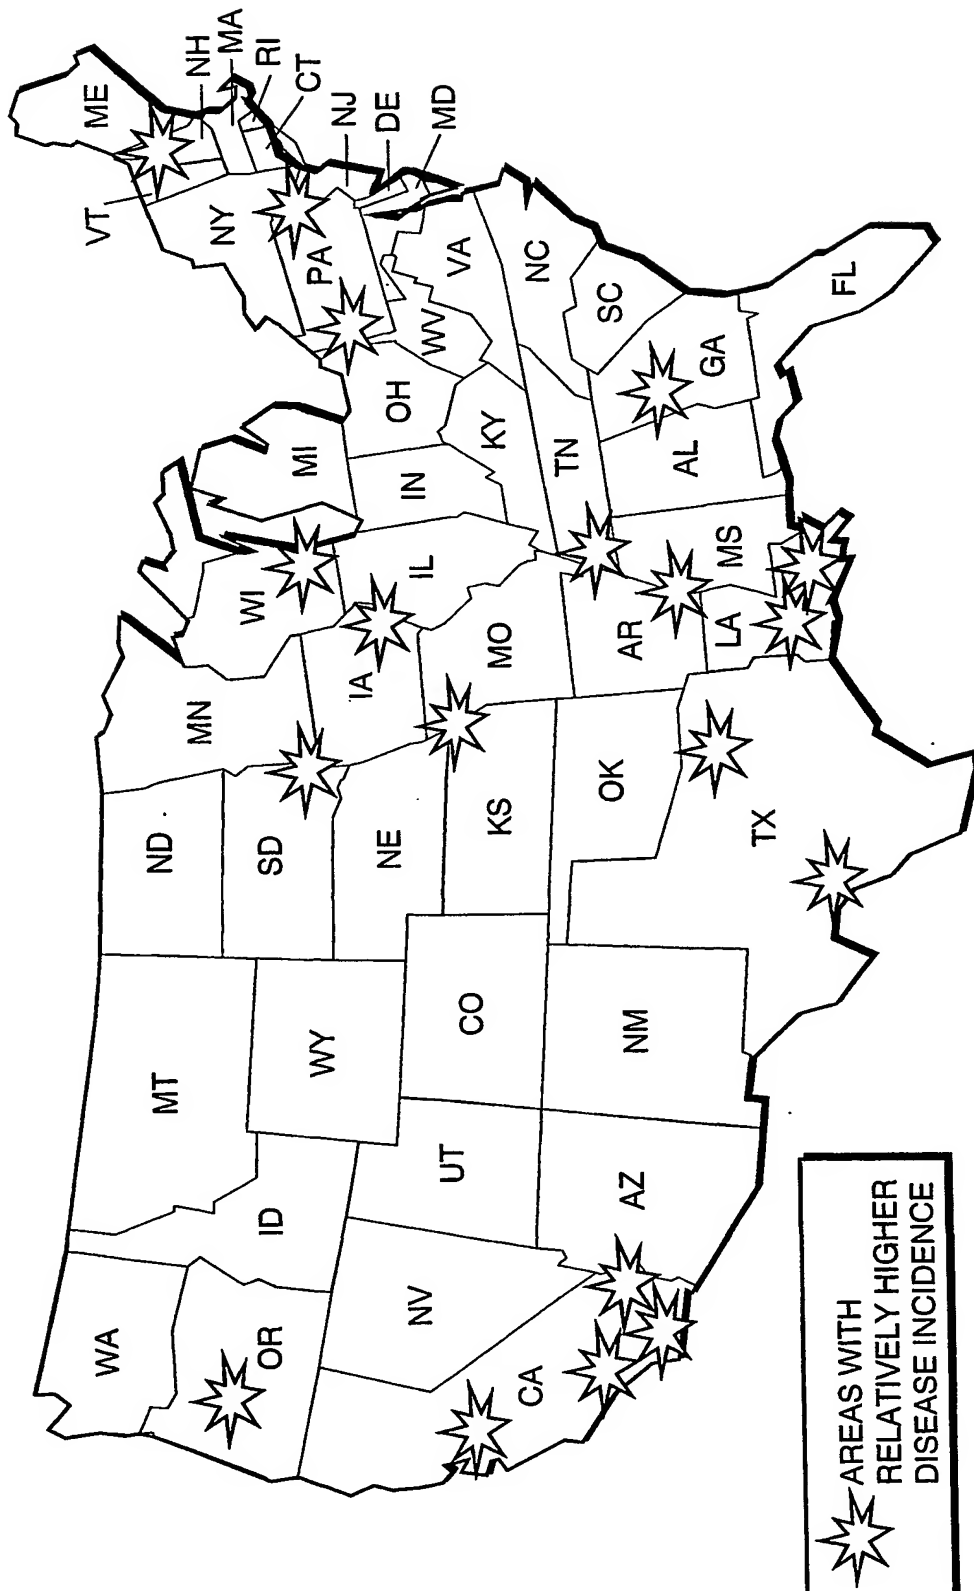 WA
MT
ND
MN
VT
ME
OR
ID
SD
WI
NY
NH
MA
RI
WY
NE
IA
MI
PA
CT
NJ
NV
UT
CO
KS
MO
IL
IN
OH
WV
DE
MD
CA
AZ
NM
OK
AR
TN
KY
VA
NC
TX
LA
MS
AL
GA
SC
FL
AREAS WITH
RELATIVELY HIGHER
DISEASE INCIDENCE